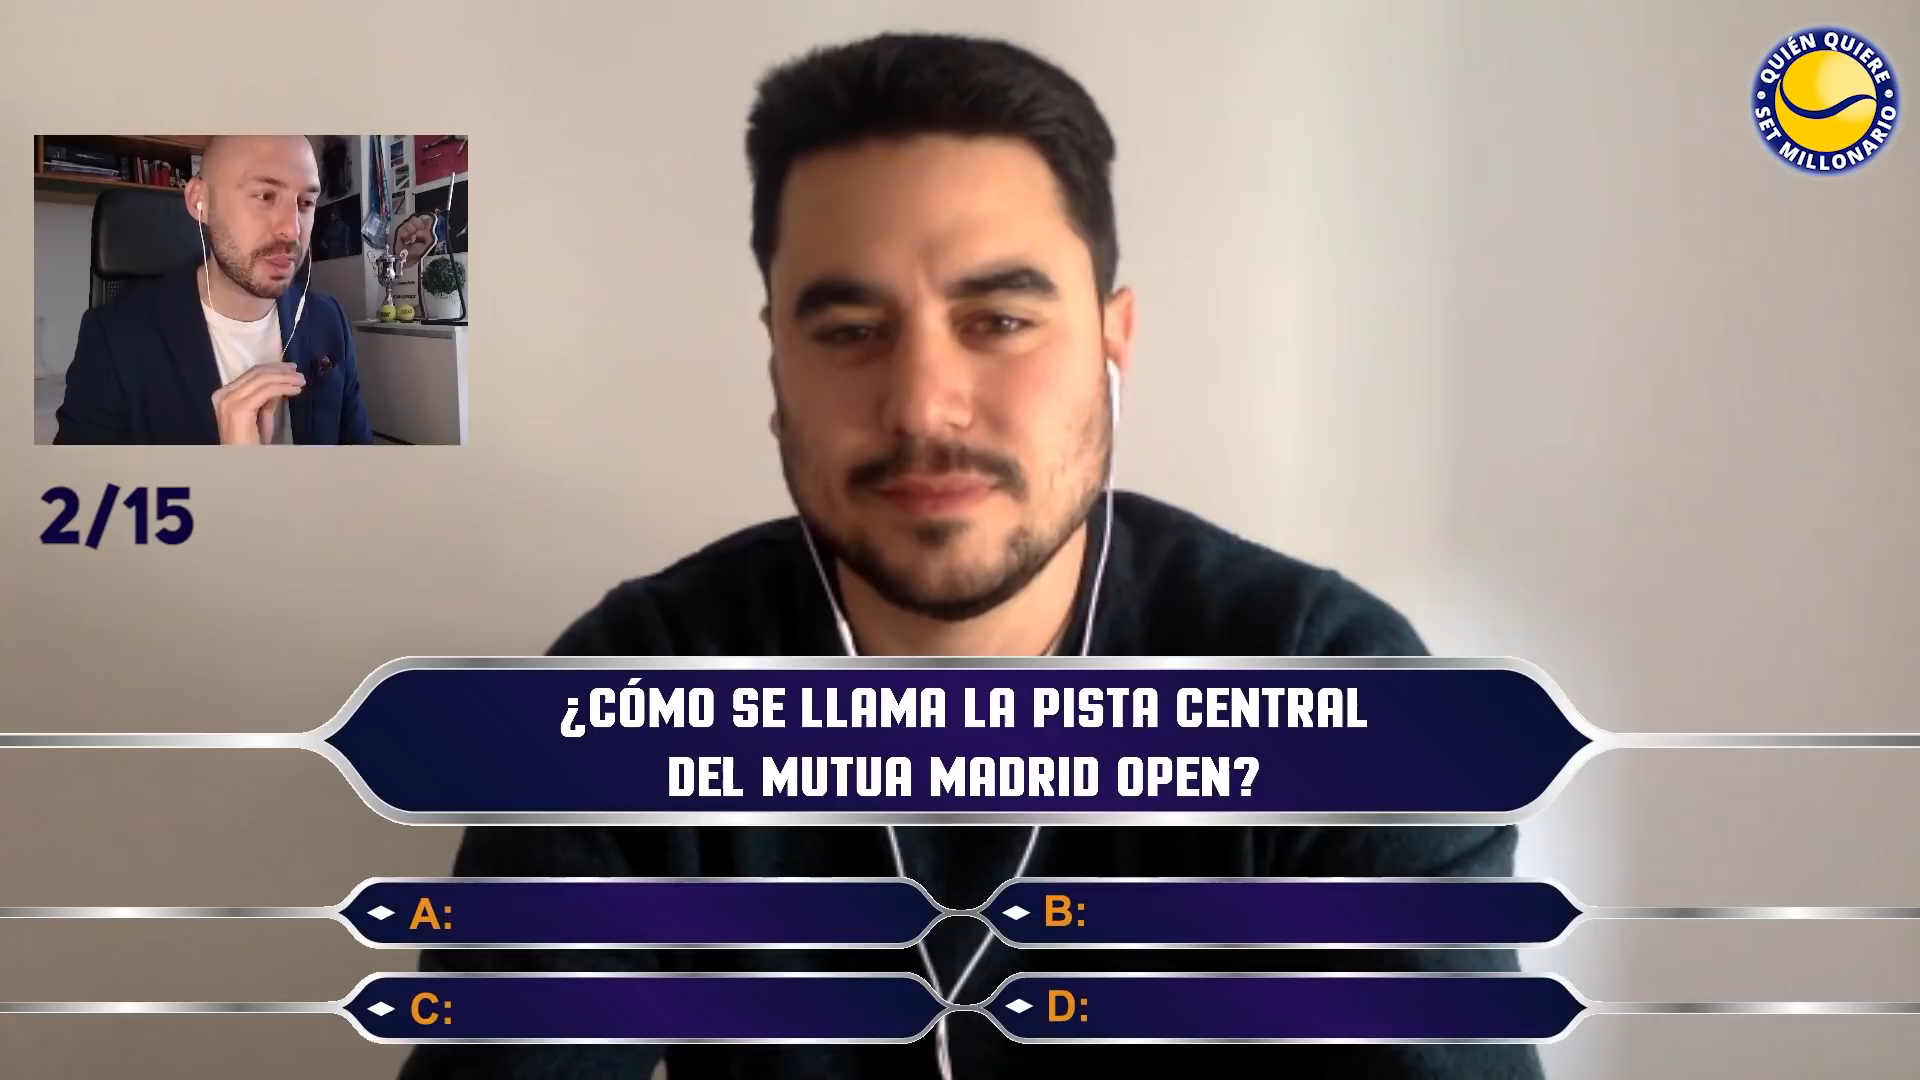 QUIÉN QUIERE
SET MILLONARIO
2/15
¿CÓMO SE LLAMA LA PISTA CENTRAL
DEL MUTUA MADRID OPEN?
A:
B:
C:
D: